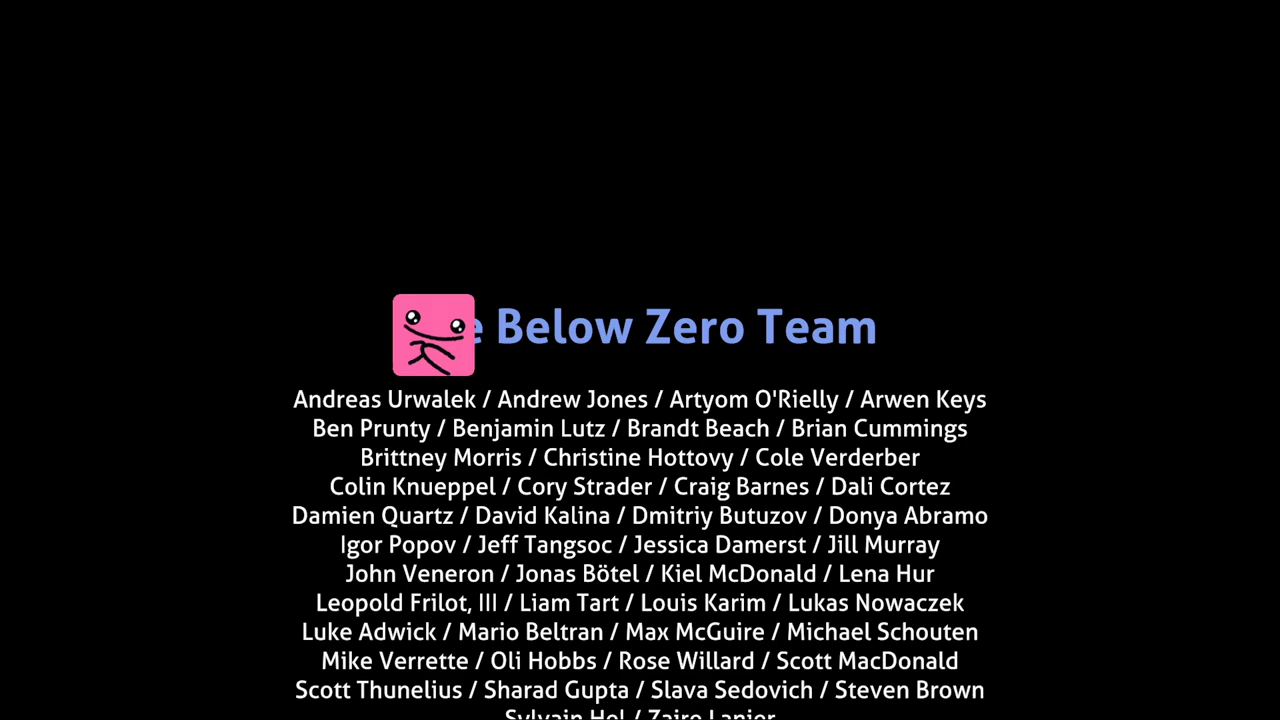 e Below Zero Team
Andreas Urwalek / Andrew Jones / Artyom O'Rielly / Arwen Keys
Ben Prunty / Benjamin Lutz / Brandt Beach / Brian Cummings
Brittney Morris / Christine Hottovy / Cole Verderber
Colin Knueppel / Cory Strader / Craig Barnes / Dali Cortez
Damien Quartz / David Kalina / Dmitriy Butuzov / Donya Abramo
Igor Popov / Jeff Tangsoc / Jessica Damerst / Jill Murray
John Veneron / Jonas Bötel / Kiel McDonald / Lena Hur
Leopold Frilot, III / Liam Tart / Louis Karim / Lukas Nowaczek
Luke Adwick / Mario Beltran / Max McGuire / Michael Schouten
Mike Verrette / Oli Hobbs / Rose Willard / Scott MacDonald
Scott Thunelius / Sharad Gupta / Slava Sedovich / Steven Brown
Sylvain Hel / Zaire Lanier